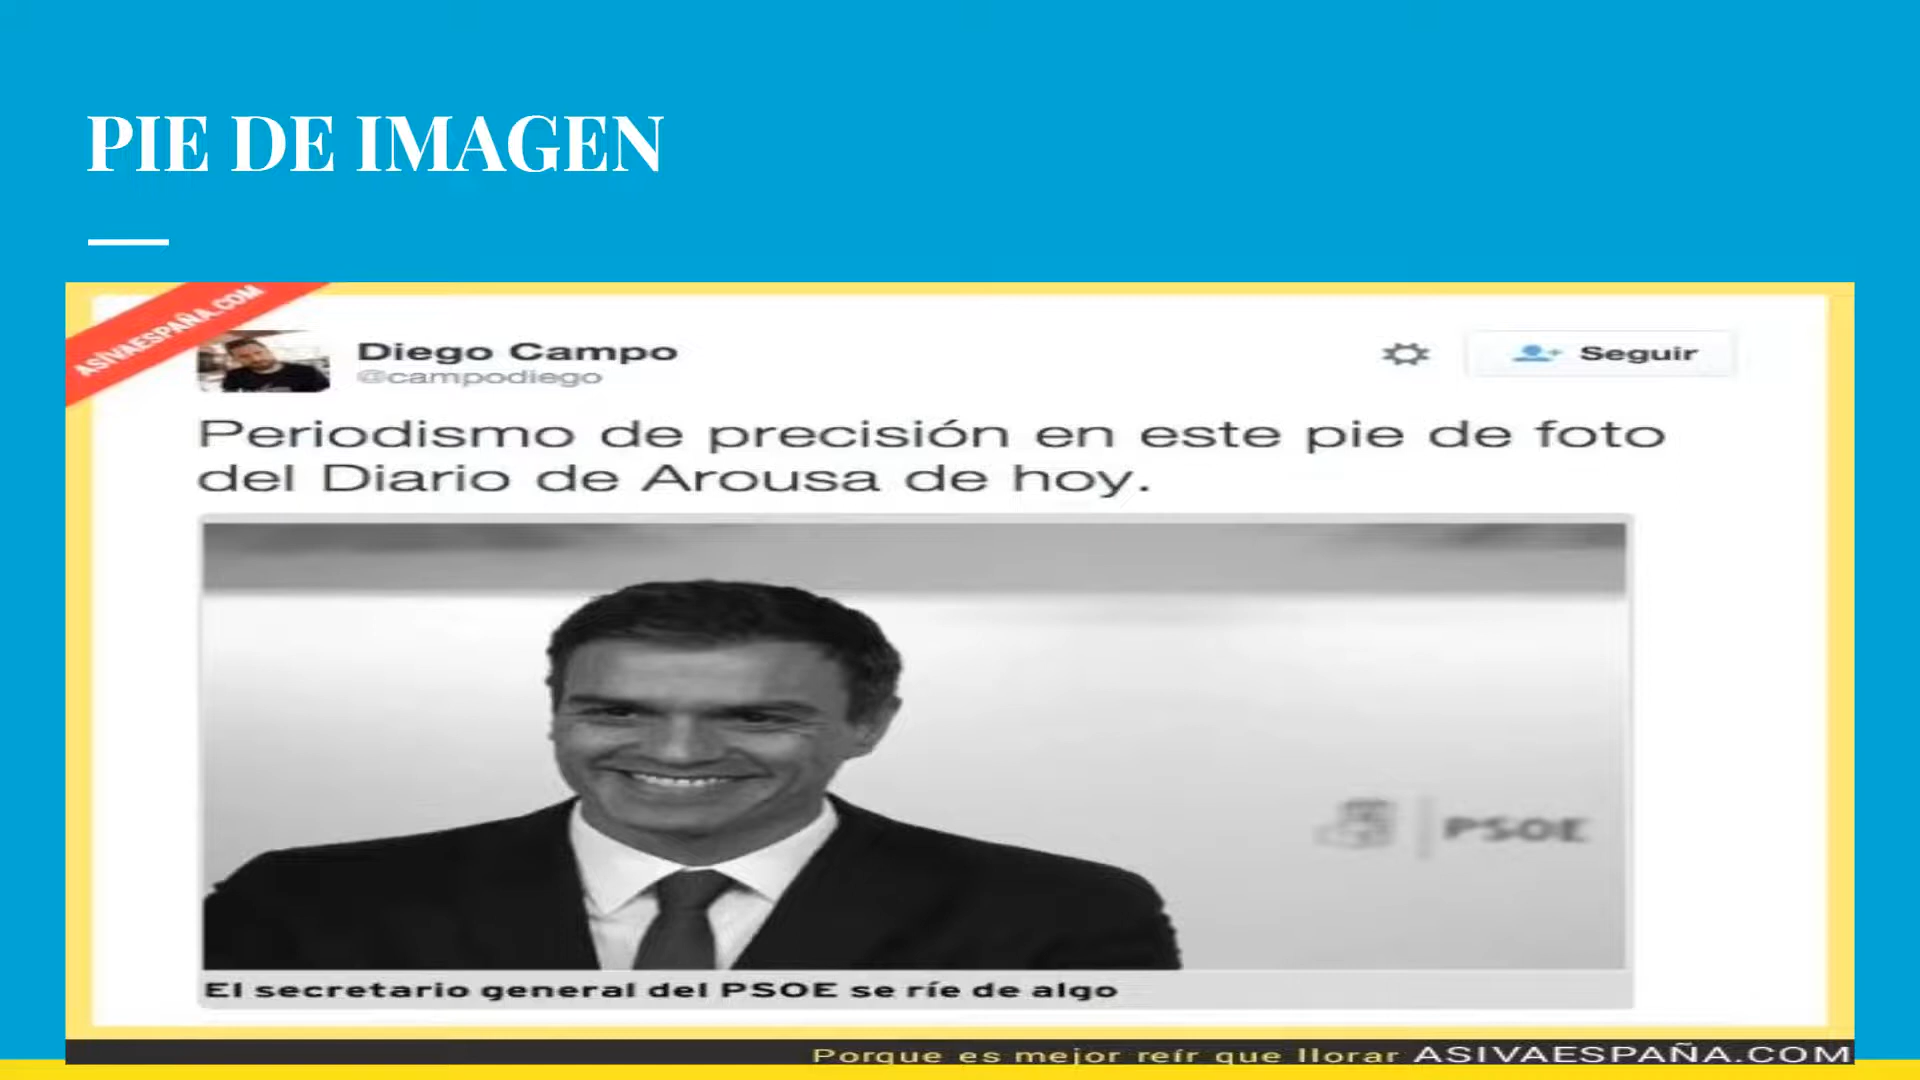 PIE DE IMAGEN
ASÍVAESPAÑA.COM
Diego Campo
@campodiego
Seguir
Periodismo de precisión en este pie de foto
del Diario de Arousa de hoy.
PSOE
El secretario general del PSOE se ríe de algo
Porque es mejor reír que llorar ASIVAESPAÑA.COM